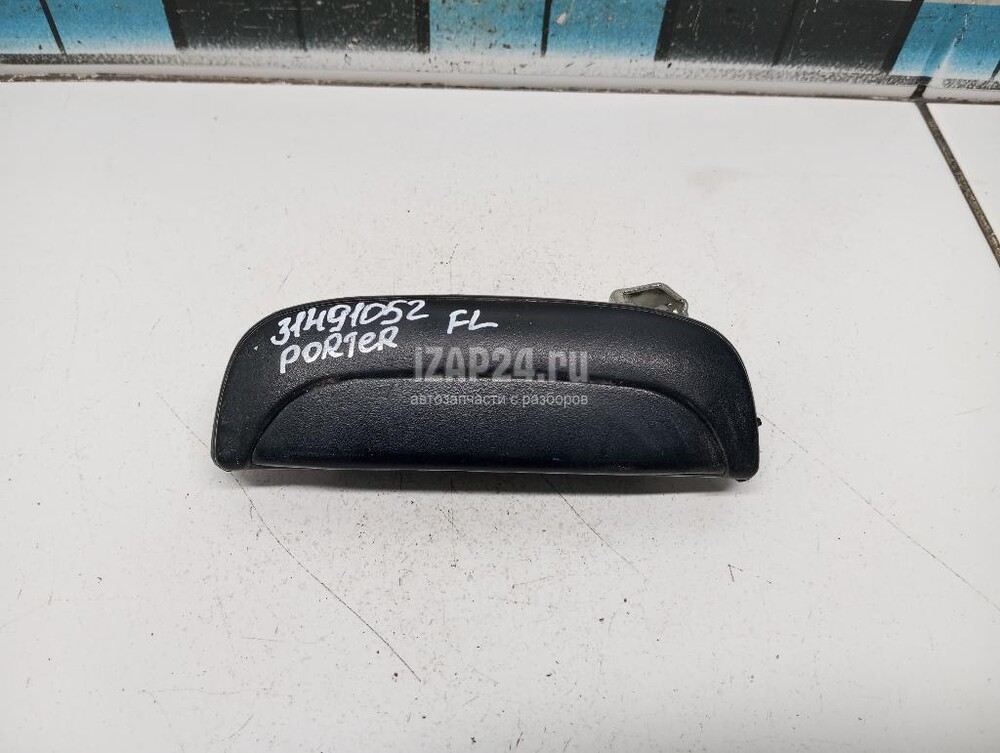 31491052 FL
PORTER
iZAP24.ru
автозапчасти с разборов